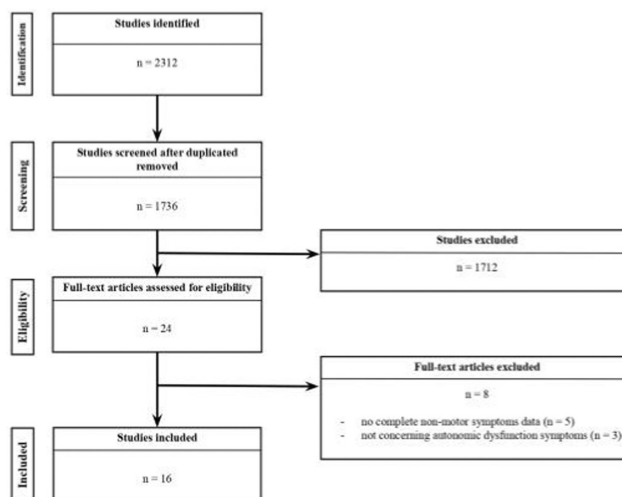 Identification
Studies identified
n = 2312
Screening
Studies screened after duplicated
removed
n = 1736
Studies excluded
n = 1712
Eligibility
Full-text articles assessed for eligibility
n = 24
Full-text articles excluded
n = 8
- no complete non-motor symptoms data (n = 5)
- not concerning autonomic dysfunction symptoms (n = 3)
Included
Studies included
n = 16